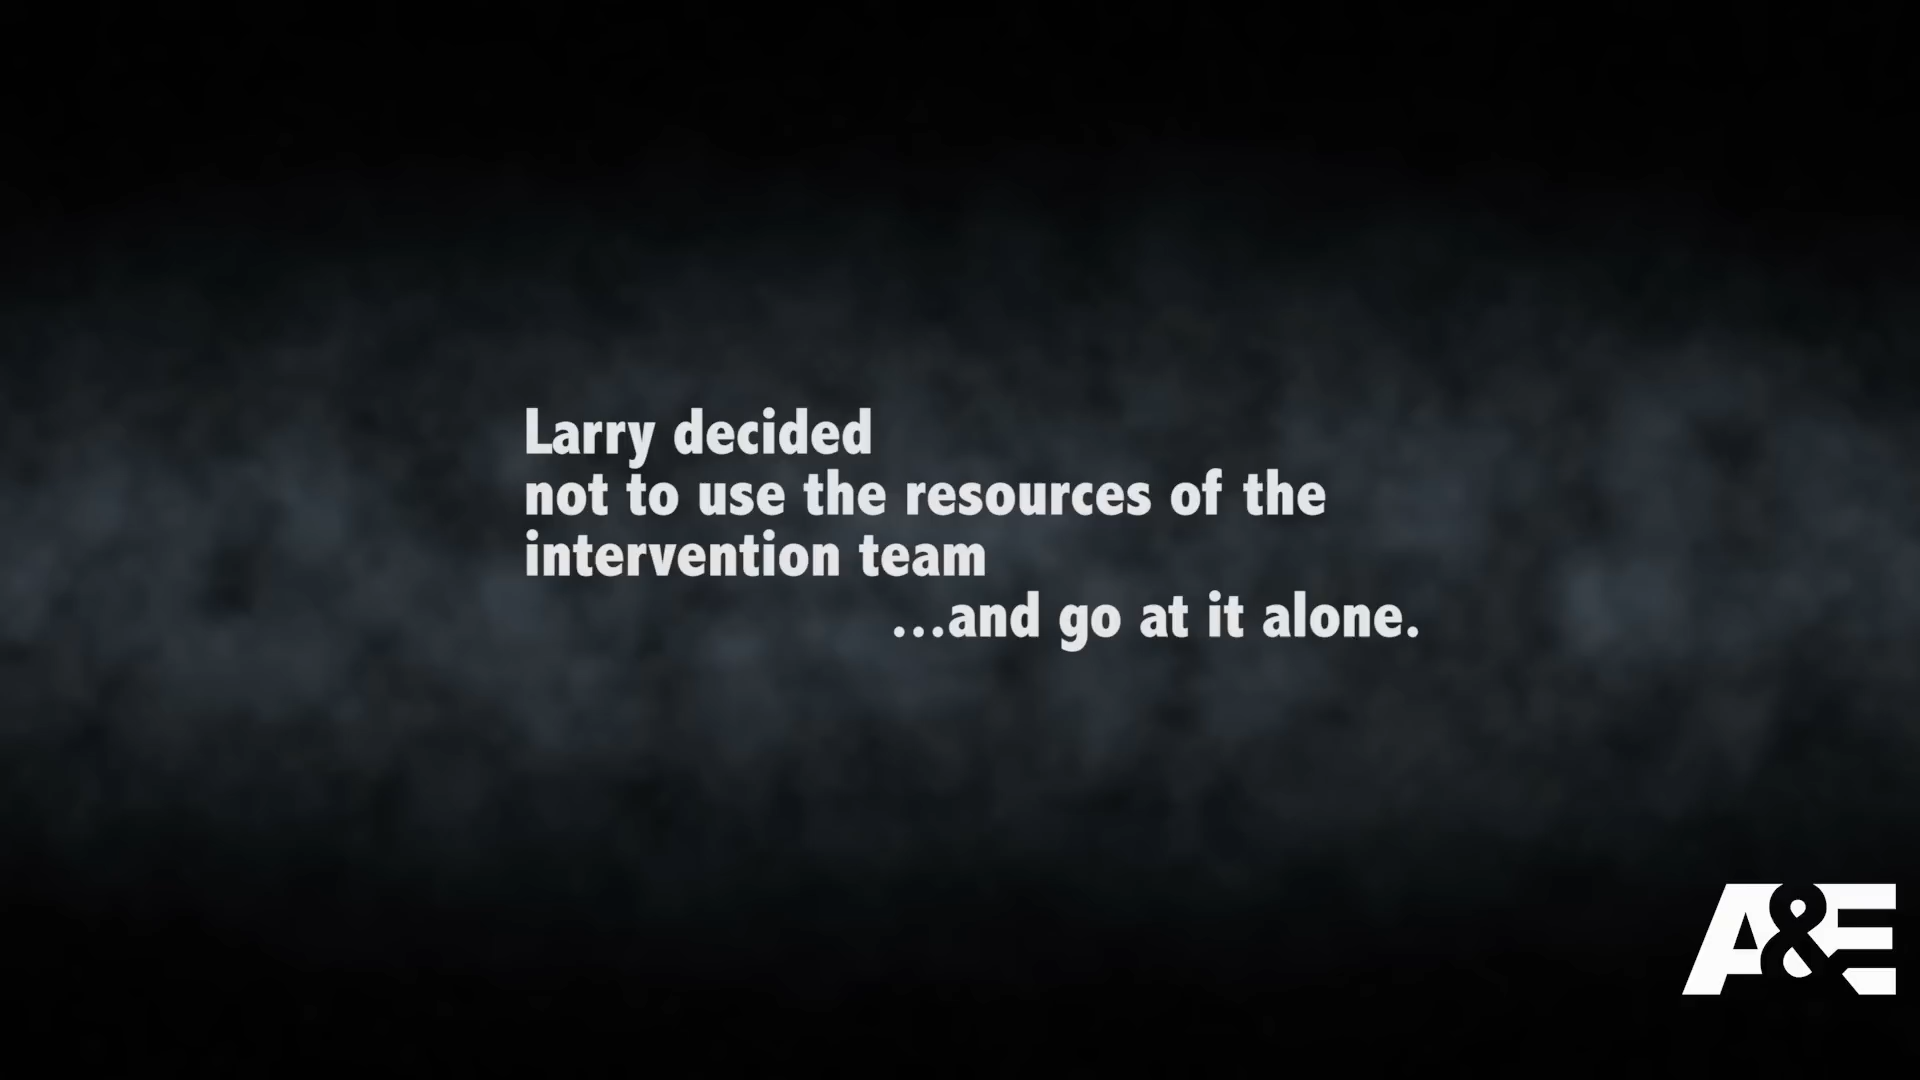 Larry decided
not to use the resources of the
intervention team
...and go at it alone.
A&E